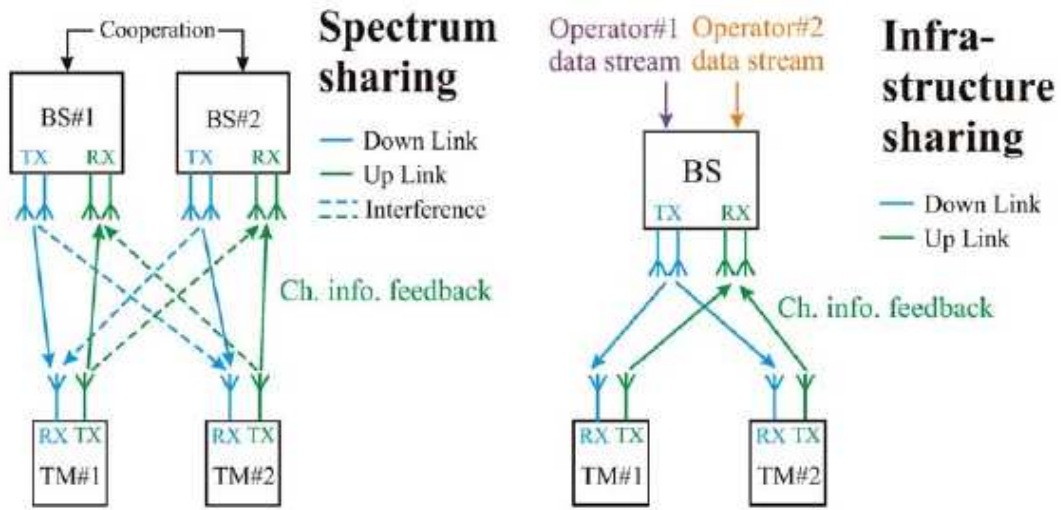 Cooperation
Spectrum
sharing
BS#1
BS#2
TX RX
TX RX
Down Link
Up Link
Interference
Ch. info. feedback
RX TX
TM#1
RX TX
TM#2
Operator#1
data stream
Operator#2
data stream
Infra-
structure
sharing
BS
TX RX
Down Link
Up Link
Ch. info. feedback
RX TX
TM#1
RX TX
TM#2